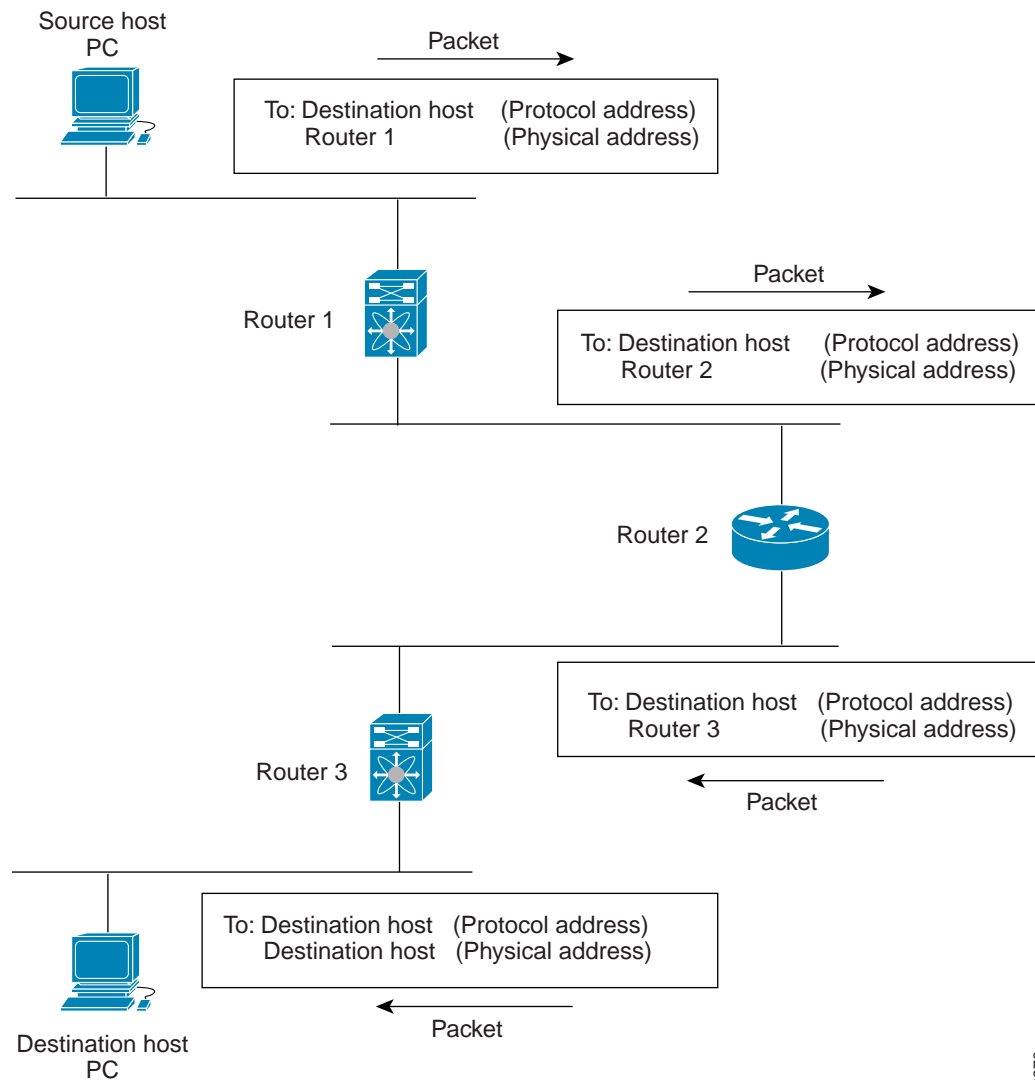 Source host
PC
Packet
To: Destination host (Protocol address)
Router 1 (Physical address)
Router 1
Packet
To: Destination host (Protocol address)
Router 2 (Physical address)
Router 2
To: Destination host (Protocol address)
Router 3 (Physical address)
Router 3
Packet
To: Destination host (Protocol address)
Destination host (Physical address)
Packet
Destination host
PC